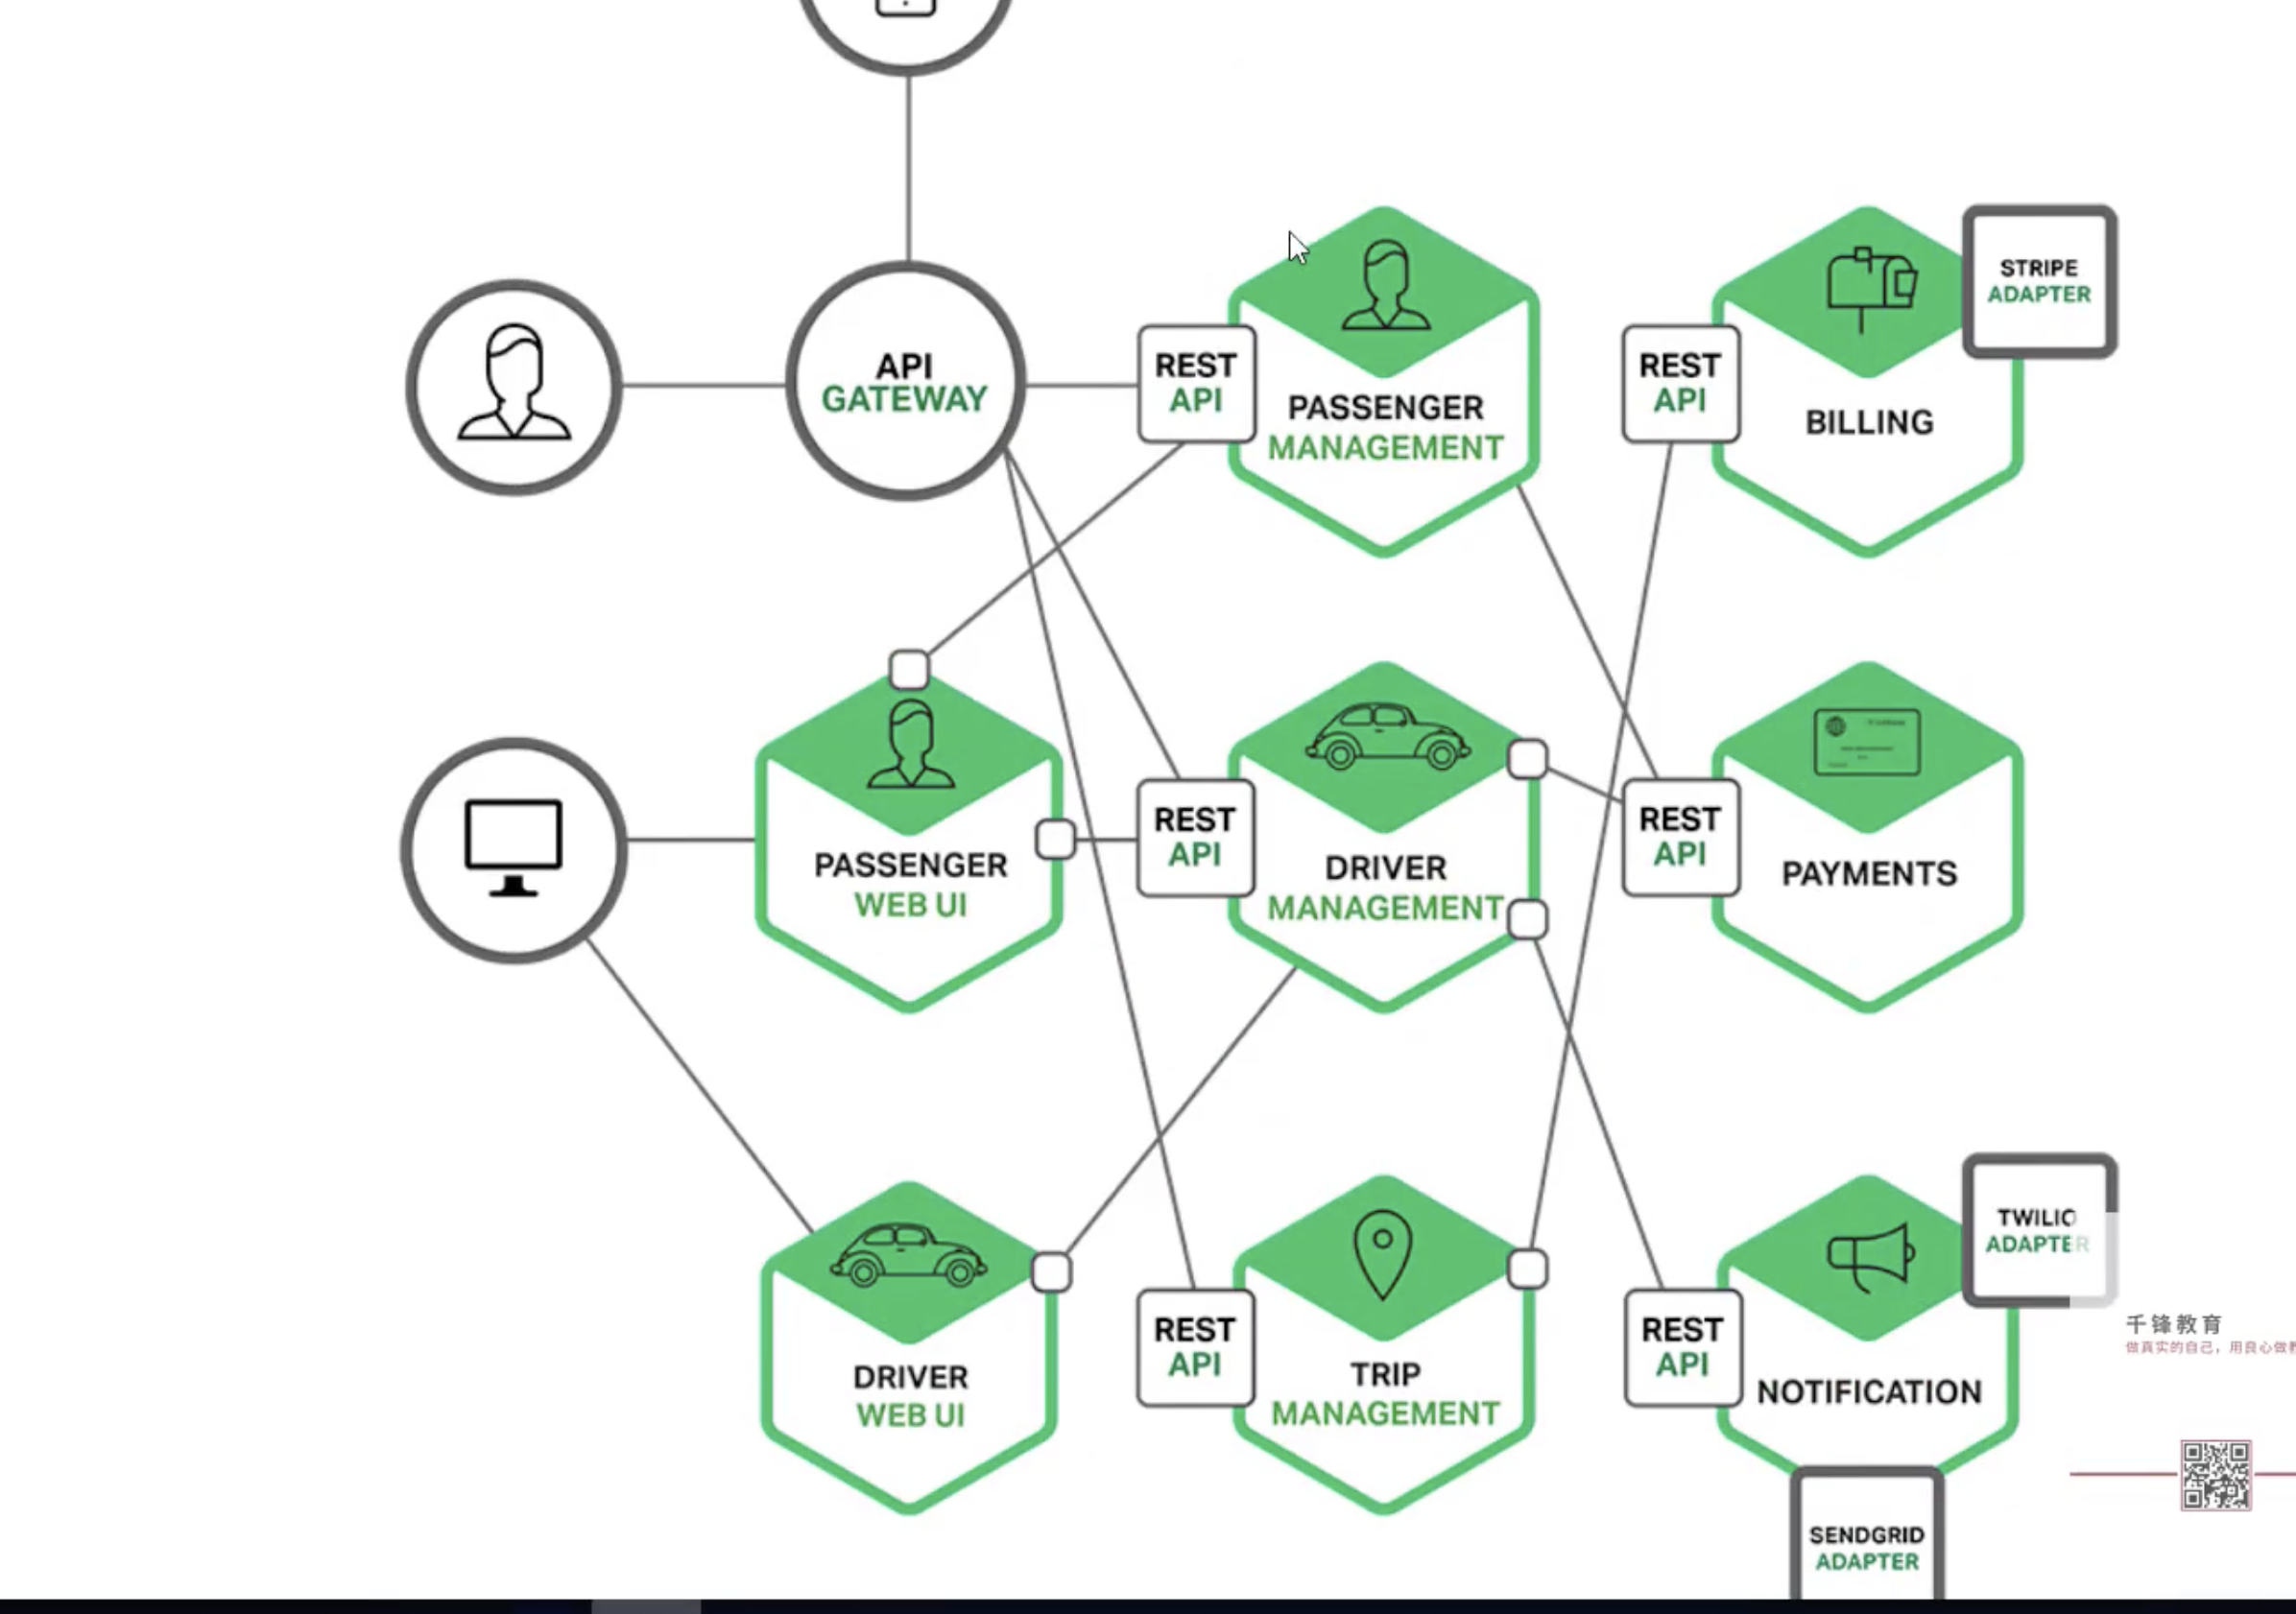 API
GATEWAY
REST
API
PASSENGER
MANAGEMENT
REST
API
BILLING
STRIPE
ADAPTER
PASSENGER
WEB UI
REST
API
DRIVER
MANAGEMENT
REST
API
PAYMENTS
DRIVER
WEB UI
REST
API
TRIP
MANAGEMENT
REST
API
NOTIFICATION
TWILIO
ADAPTER
千锋教育
做真实的自己，用良心做教
SENDGRID
ADAPTER